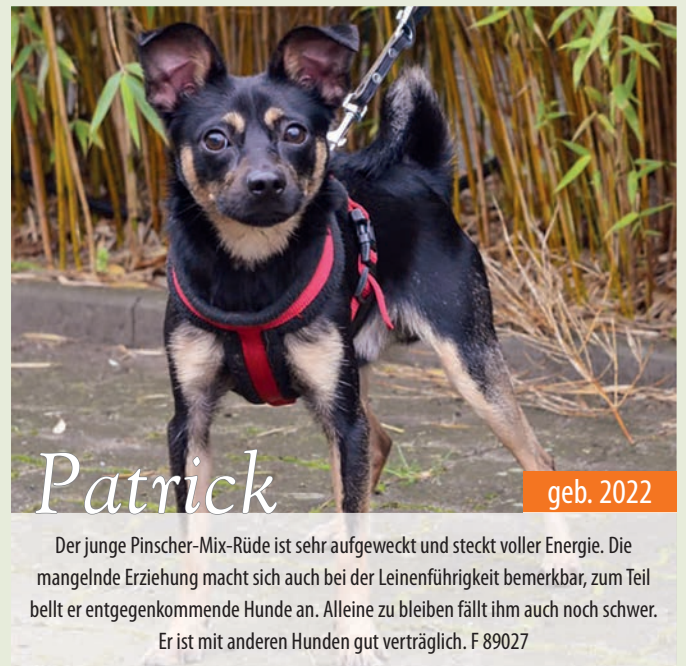 Patrick
geb. 2022
Der junge Pinscher-Mix-Rüde ist sehr aufgeweckt und steckt voller Energie. Die
mangelnde Erziehung macht sich auch bei der Leinenführigkeit bemerkbar, zum Teil
bellt er entgegenkommende Hunde an. Alleine zu bleiben fällt ihm auch noch schwer.
Er ist mit anderen Hunden gut verträglich. F 89027